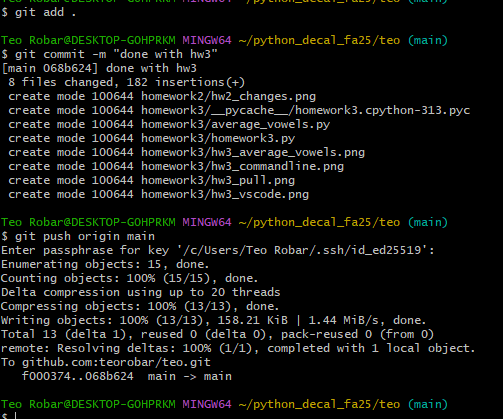 Teo Robar@DESKTOP-GOHPRKM MINGW64 ~/python_decal_fa25/teo (main)
$ git add .
Teo Robar@DESKTOP-GOHPRKM MINGW64 ~/python_decal_fa25/teo (main)
$ git commit -m "done with hw3"
[main 068b624] done with hw3
 8 files changed, 182 insertions(+)
 create mode 100644 homework2/hw2_changes.png
 create mode 100644 homework3/__pycache__/homework3.cpython-313.pyc
 create mode 100644 homework3/average_vowels.py
 create mode 100644 homework3/homework3.py
 create mode 100644 homework3/hw3_average_vowels.png
 create mode 100644 homework3/hw3_commandline.png
 create mode 100644 homework3/hw3_pull.png
 create mode 100644 homework3/hw3_vscode.png
Teo Robar@DESKTOP-GOHPRKM MINGW64 ~/python_decal_fa25/teo (main)
$ git push origin main
Enter passphrase for key '/c/Users/Teo Robar/.ssh/id_ed25519':
Enumerating objects: 15, done.
Counting objects: 100% (15/15), done.
Delta compression using up to 20 threads
Compressing objects: 100% (13/13), done.
Writing objects: 100% (13/13), 158.21 KiB | 1.44 MiB/s, done.
Total 13 (delta 1), reused 0 (delta 0), pack-reused 0 (from 0)
remote: Resolving deltas: 100% (1/1), completed with 1 local object.
To github.com:teorobar/teo.git
   f000374..068b624  main -> main
Teo Robar@DESKTOP-GOHPRKM MINGW64 ~/python_decal_fa25/teo (main)
$